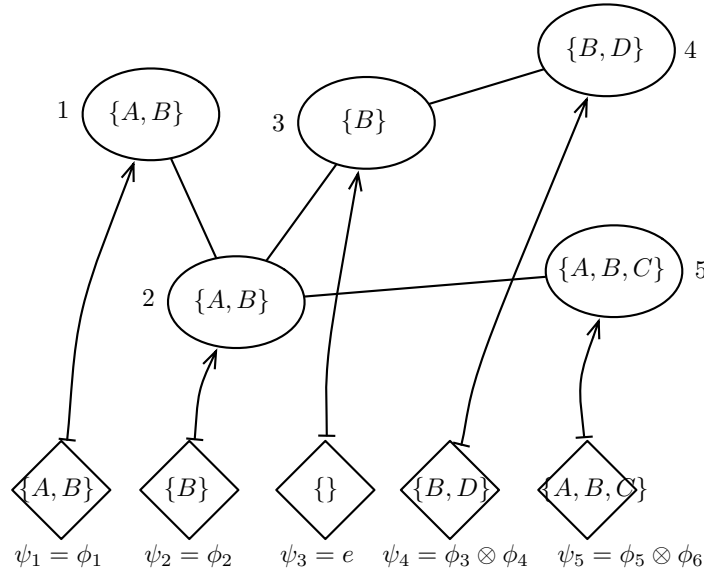 {B, D} 4
1 {A, B}
3 {B}
2 {A, B}
{A, B, C} 5
{A, B} {B} {} {B, D} {A, B, C}
ψ₁ = ϕ₁ ψ₂ = ϕ₂ ψ₃ = e ψ₄ = ϕ₃ ⊗ ϕ₄ ψ₅ = ϕ₅ ⊗ ϕ₆